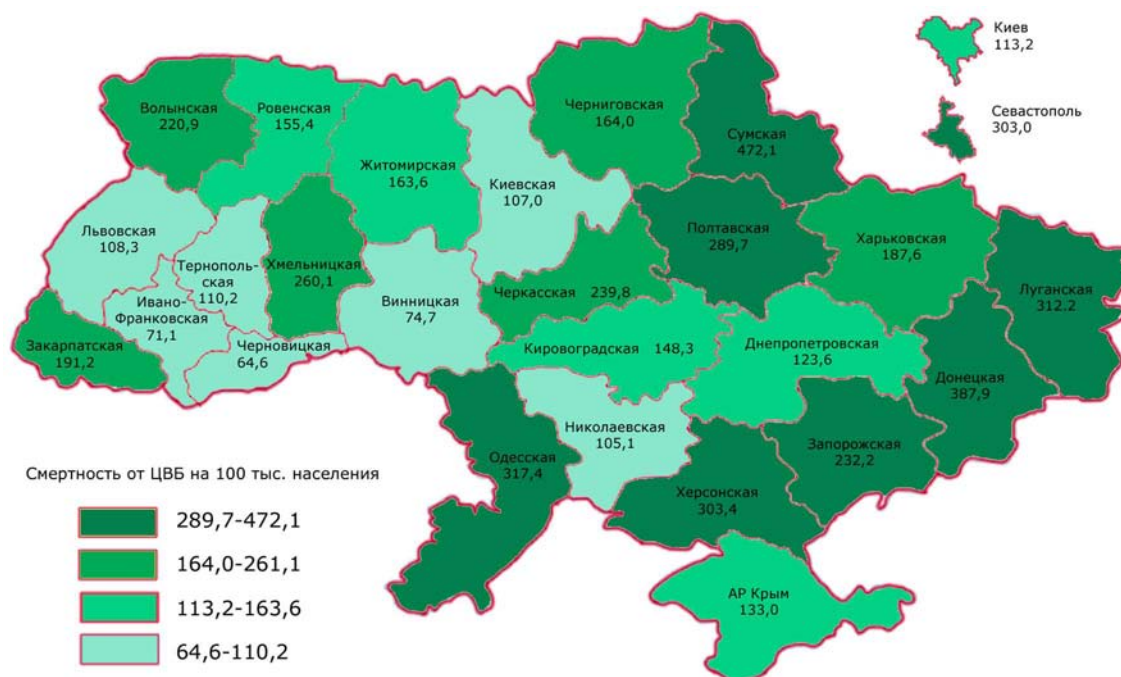 Киев
113,2
Севастополь
303,0
Волынская
220,9
Ровенская
155,4
Житомирская
163,6
Киевская
107,0
Черниговская
164,0
Сумская
472,1
Львовская
108,3
Тернополь-
ская
110,2
Хмельницкая
260,1
Ивано-
Франковская
71,1
Закарпатская
191,2
Черновицкая
64,6
Винницкая
74,7
Черкасская 239,8
Полтавская
289,7
Харьковская
187,6
Луганская
312.2
Кировоградская 148,3
Днепропетровская
123,6
Донецкая
387,9
Одесская
317,4
Николаевская
105,1
Запорожская
232,2
Херсонская
303,4
АР Крым
133,0
Смертность от ЦВБ на 100 тыс. населения
289,7-472,1
164,0-261,1
113,2-163,6
64,6-110,2